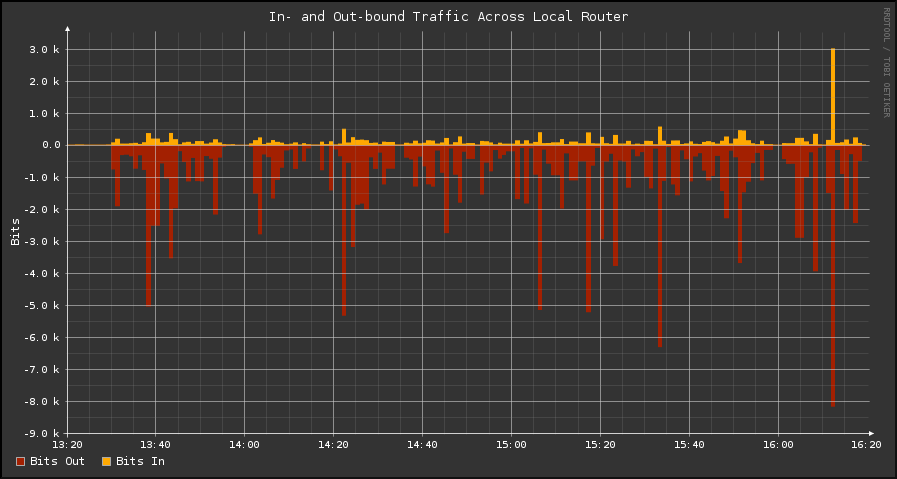 In- and Out-bound Traffic Across Local Router
RRDTOOL / TOBI OETIKER
Bits
3.0 k
2.0 k
1.0 k
0.0
-1.0 k
-2.0 k
-3.0 k
-4.0 k
-5.0 k
-6.0 k
-7.0 k
-8.0 k
-9.0 k
13:20 13:40 14:00 14:20 14:40 15:00 15:20 15:40 16:00 16:20
Bits Out Bits In